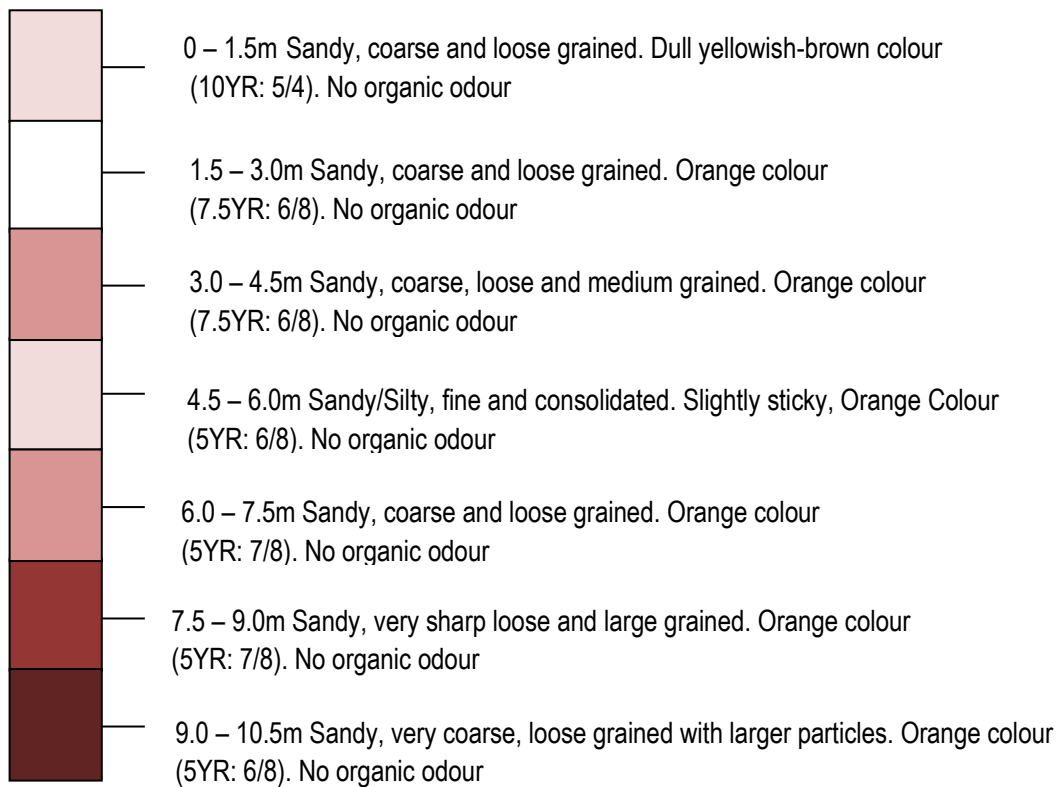 0 – 1.5m Sandy, coarse and loose grained. Dull yellowish-brown colour
(10YR: 5/4). No organic odour
1.5 – 3.0m Sandy, coarse and loose grained. Orange colour
(7.5YR: 6/8). No organic odour
3.0 – 4.5m Sandy, coarse, loose and medium grained. Orange colour
(7.5YR: 6/8). No organic odour
4.5 – 6.0m Sandy/Silty, fine and consolidated. Slightly sticky, Orange Colour
(5YR: 6/8). No organic odour
6.0 – 7.5m Sandy, coarse and loose grained. Orange colour
(5YR: 7/8). No organic odour
7.5 – 9.0m Sandy, very sharp loose and large grained. Orange colour
(5YR: 7/8). No organic odour
9.0 – 10.5m Sandy, very coarse, loose grained with larger particles. Orange colour
(5YR: 6/8). No organic odour